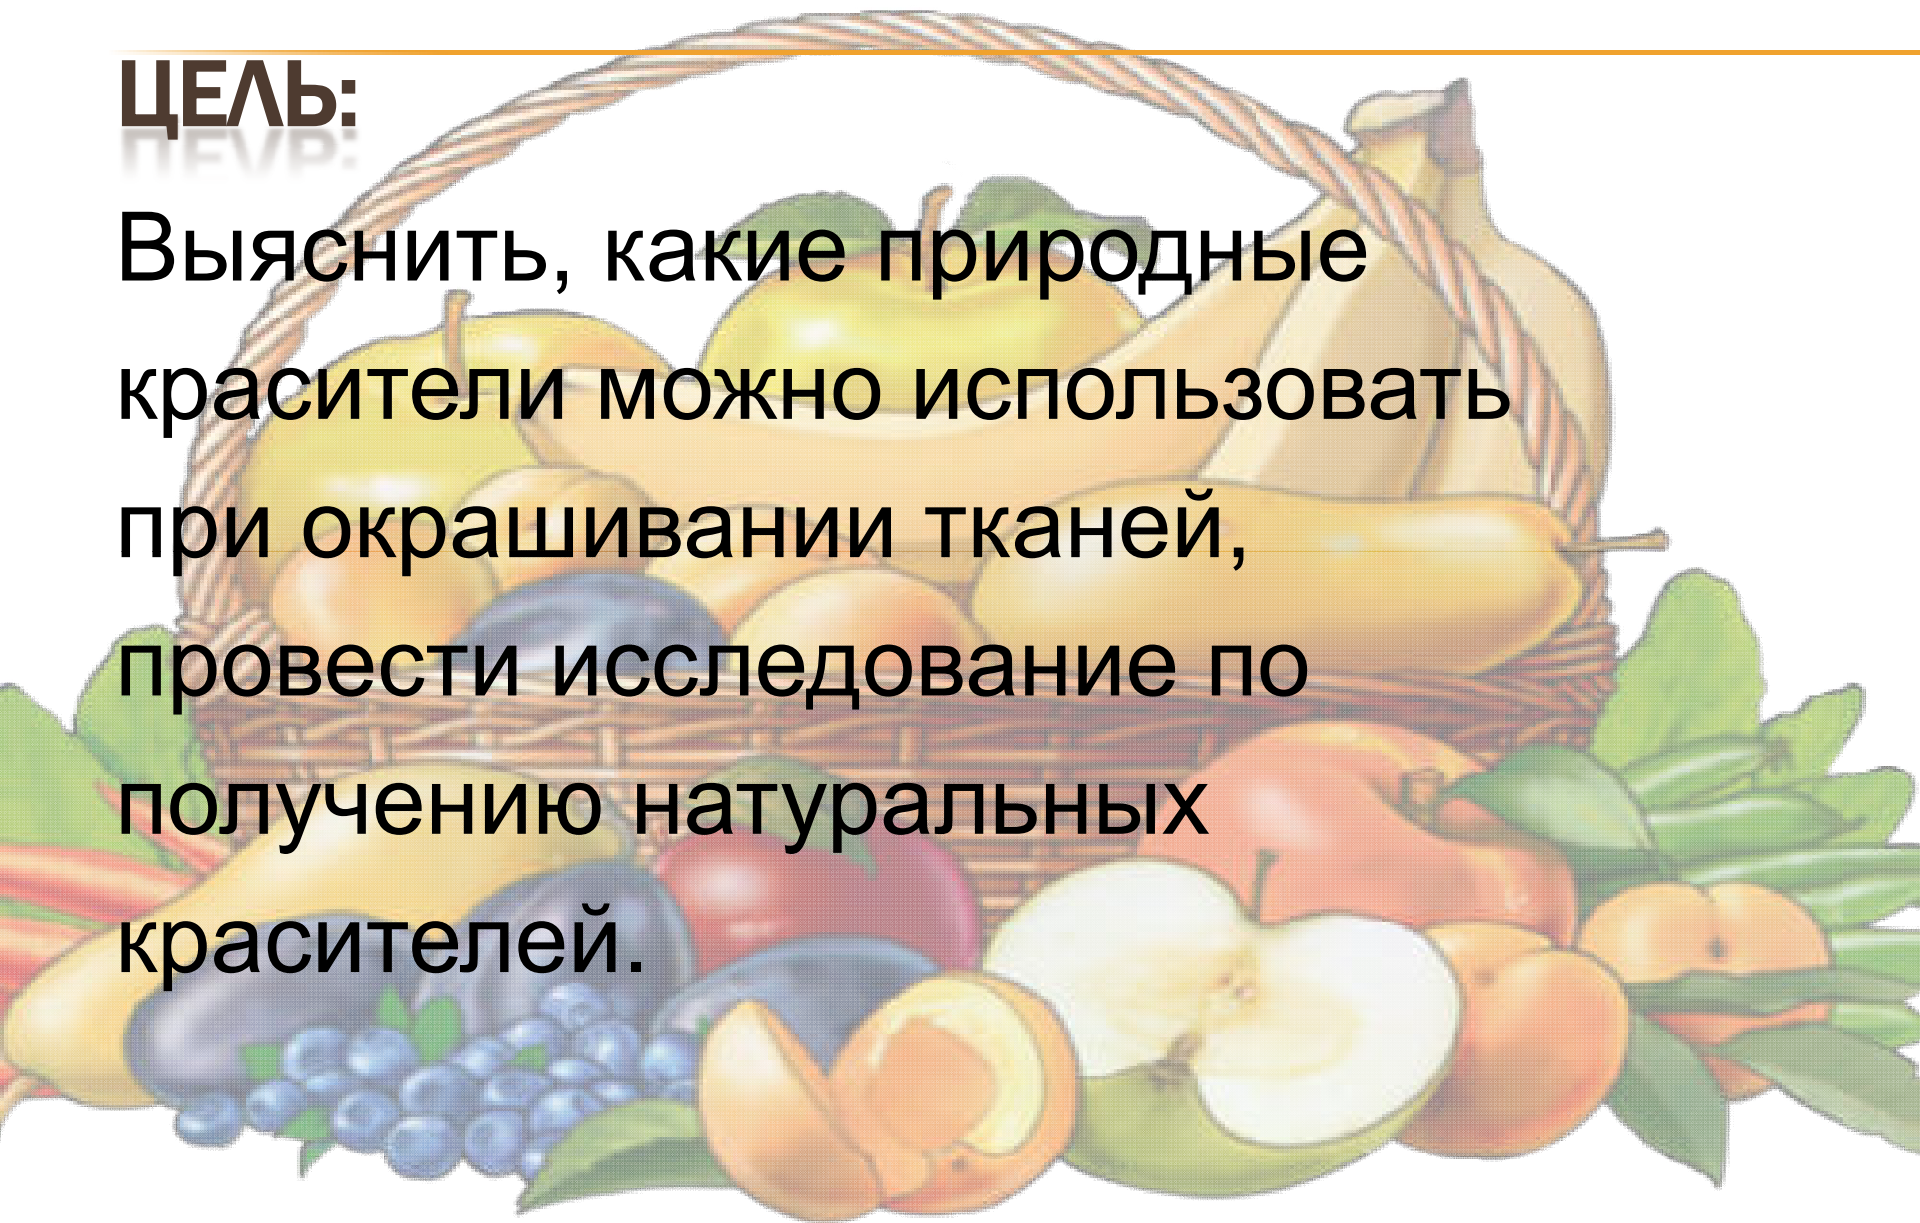 ЦЕЛЬ:
Выяснить, какие природные
красители можно использовать
при окрашивании тканей,
провести исследование по
получению натуральных
красителей.